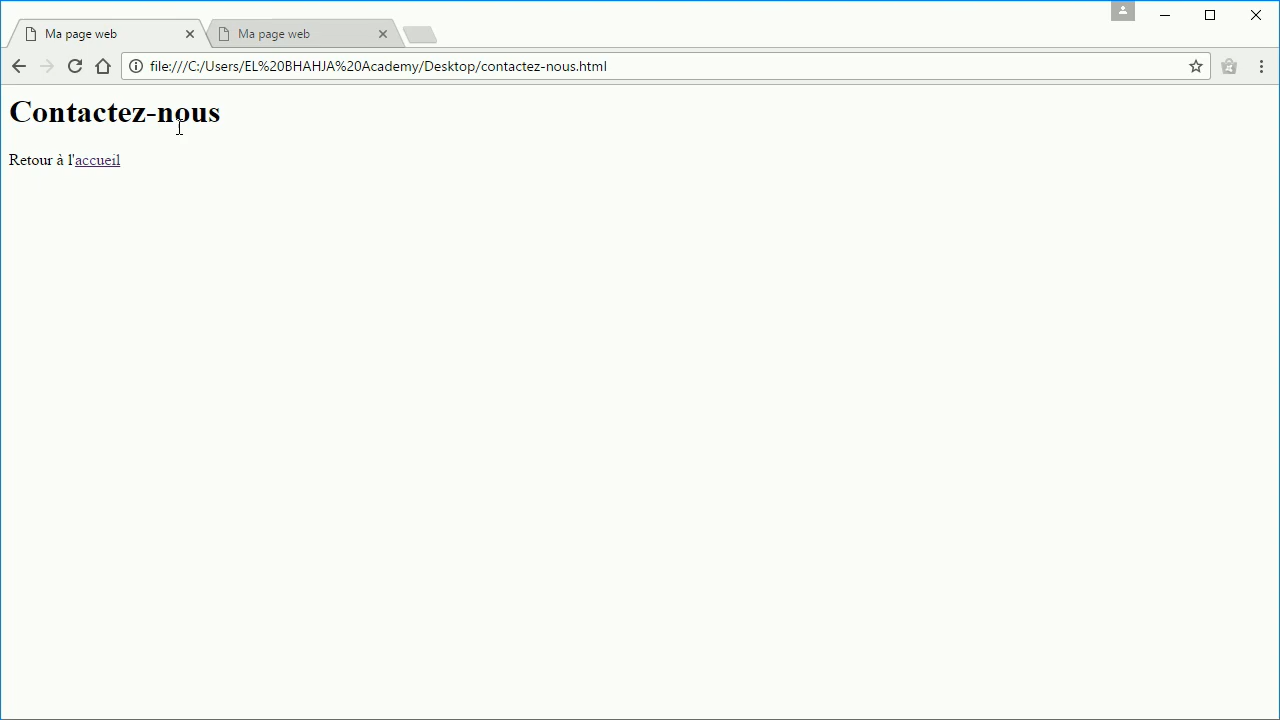 Ma page web
Ma page web
file:///C:/Users/EL%20BHAHJA%20Academy/Desktop/contactez-nous.html
Contactez-nous
Retour à l'accueil